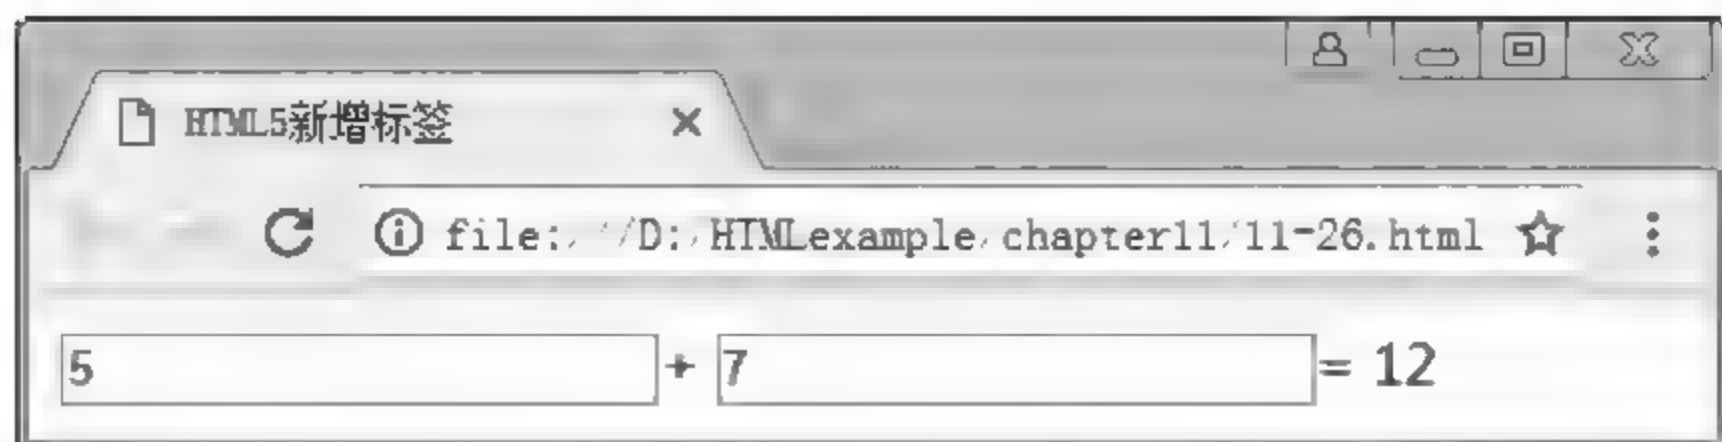 HTML5新增标签
file:///D:/HTMLexample/chapter11/11-26.html
5 + 7 = 12